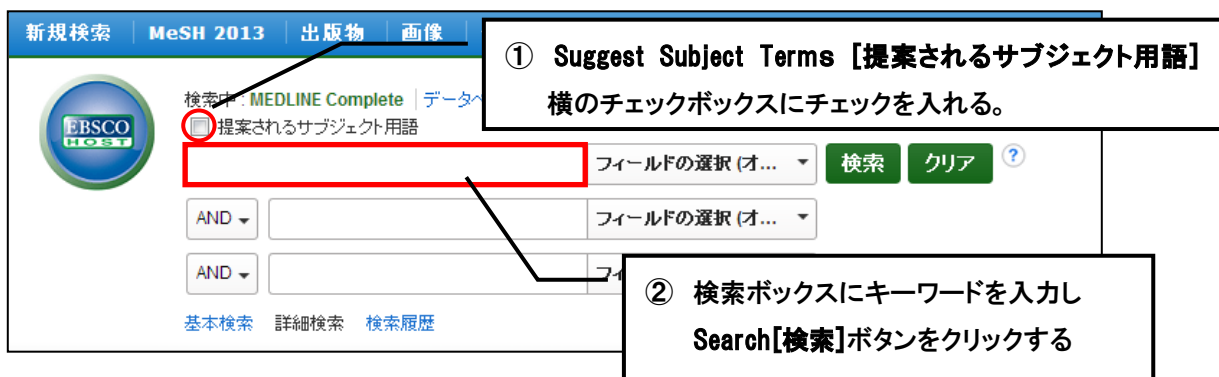 新規検索 MeSH 2013 出版物 画像
① Suggest Subject Terms [提案されるサブジェクト用語]
横のチェックボックスにチェックを入れる。
EBSCO
HOST
検索中: MEDLINE Complete データベ
提案されるサブジェクト用語
フィールドの選択 (オ... 検索 クリア ?
AND フィールドの選択 (オ...
AND フィ
② 検索ボックスにキーワードを入力し
Search[検索]ボタンをクリックする
基本検索 詳細検索 検索履歴